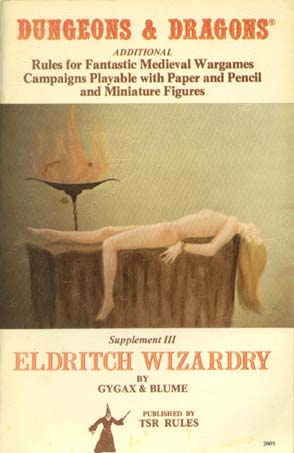 DUNGEONS & DRAGONS®
ADDITIONAL
Rules for Fantastic Medieval Wargames
Campaigns Playable with Paper and Pencil
and Miniature Figures
Supplement III
ELDRITCH WIZARDRY
BY
GYGAX & BLUME
PUBLISHED BY
TSR RULES
2005